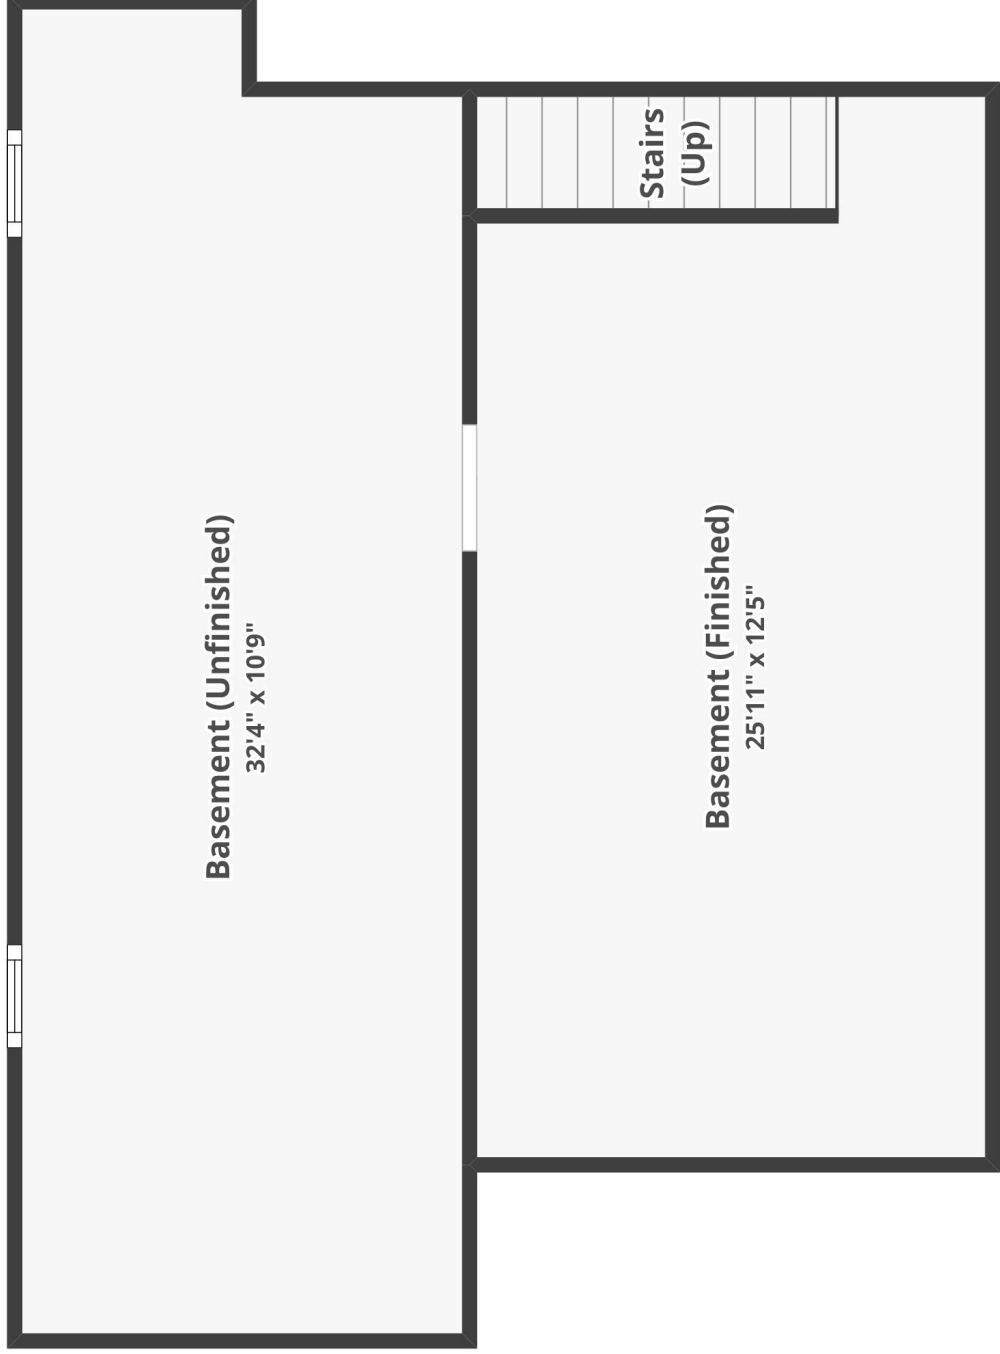 Stairs
(Up)
Basement (Unfinished)
32'4" x 10'9"
Basement (Finished)
25'11" x 12'5"